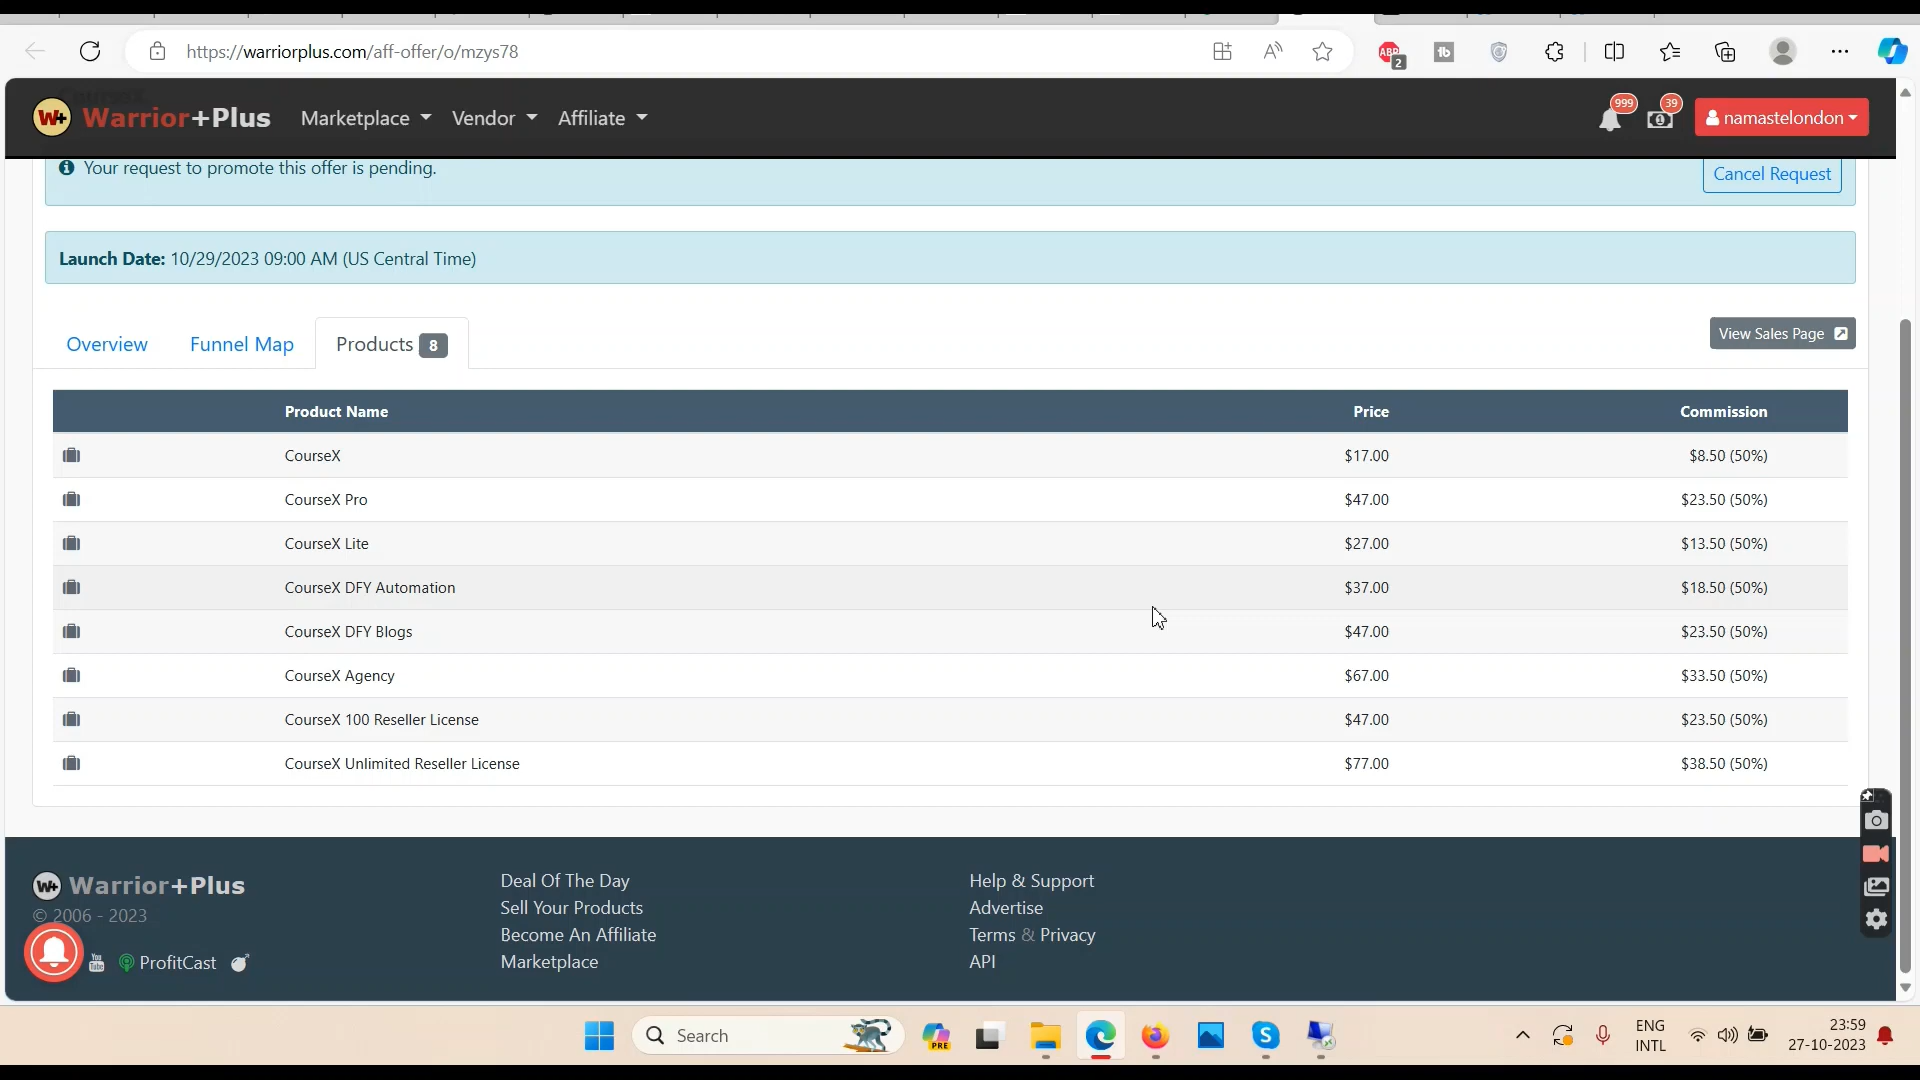 https://warriorplus.com/aff-offer/o/mzys78
ABP 2
tb
W+ Warrior+Plus Marketplace Vendor Affiliate 999 39 namastelondon
Your request to promote this offer is pending. Cancel Request
Launch Date: 10/29/2023 09:00 AM (US Central Time)
Overview Funnel Map Products 8 View Sales Page
Product Name Price Commission
CourseX $17.00 $8.50 (50%)
CourseX Pro $47.00 $23.50 (50%)
CourseX Lite $27.00 $13.50 (50%)
CourseX DFY Automation $37.00 $18.50 (50%)
CourseX DFY Blogs $47.00 $23.50 (50%)
CourseX Agency $67.00 $33.50 (50%)
CourseX 100 Reseller License $47.00 $23.50 (50%)
CourseX Unlimited Reseller License $77.00 $38.50 (50%)
W+ Warrior+Plus
© 2006 - 2023
You Tube ProfitCast
Deal Of The Day
Sell Your Products
Become An Affiliate
Marketplace
Help & Support
Advertise
Terms & Privacy
API
Search
PRE
S
ENG
INTL
23:59
27-10-2023